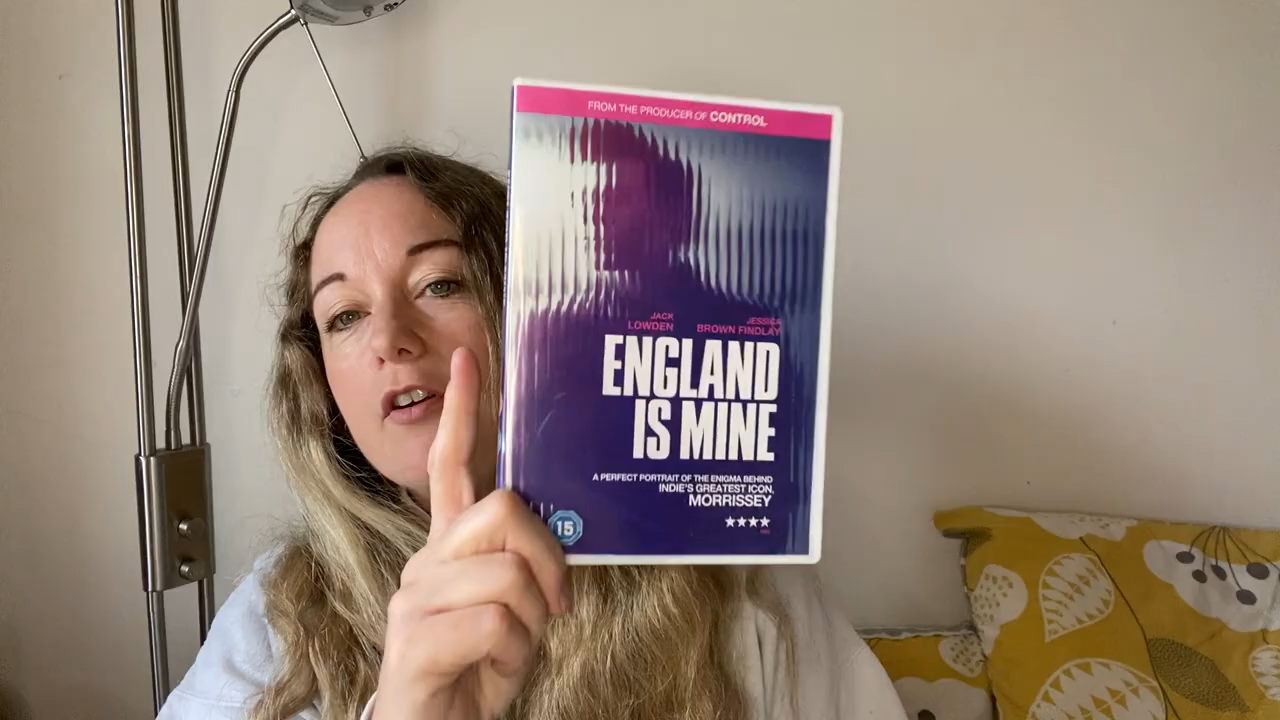 FROM THE PRODUCER OF CONTROL
JACK LOWDEN
JESSICA BROWN FINDLAY
ENGLAND
IS MINE
A PERFECT PORTRAIT OF THE ENIGMA BEHIND
INDIE'S GREATEST ICON,
MORRISSEY
15